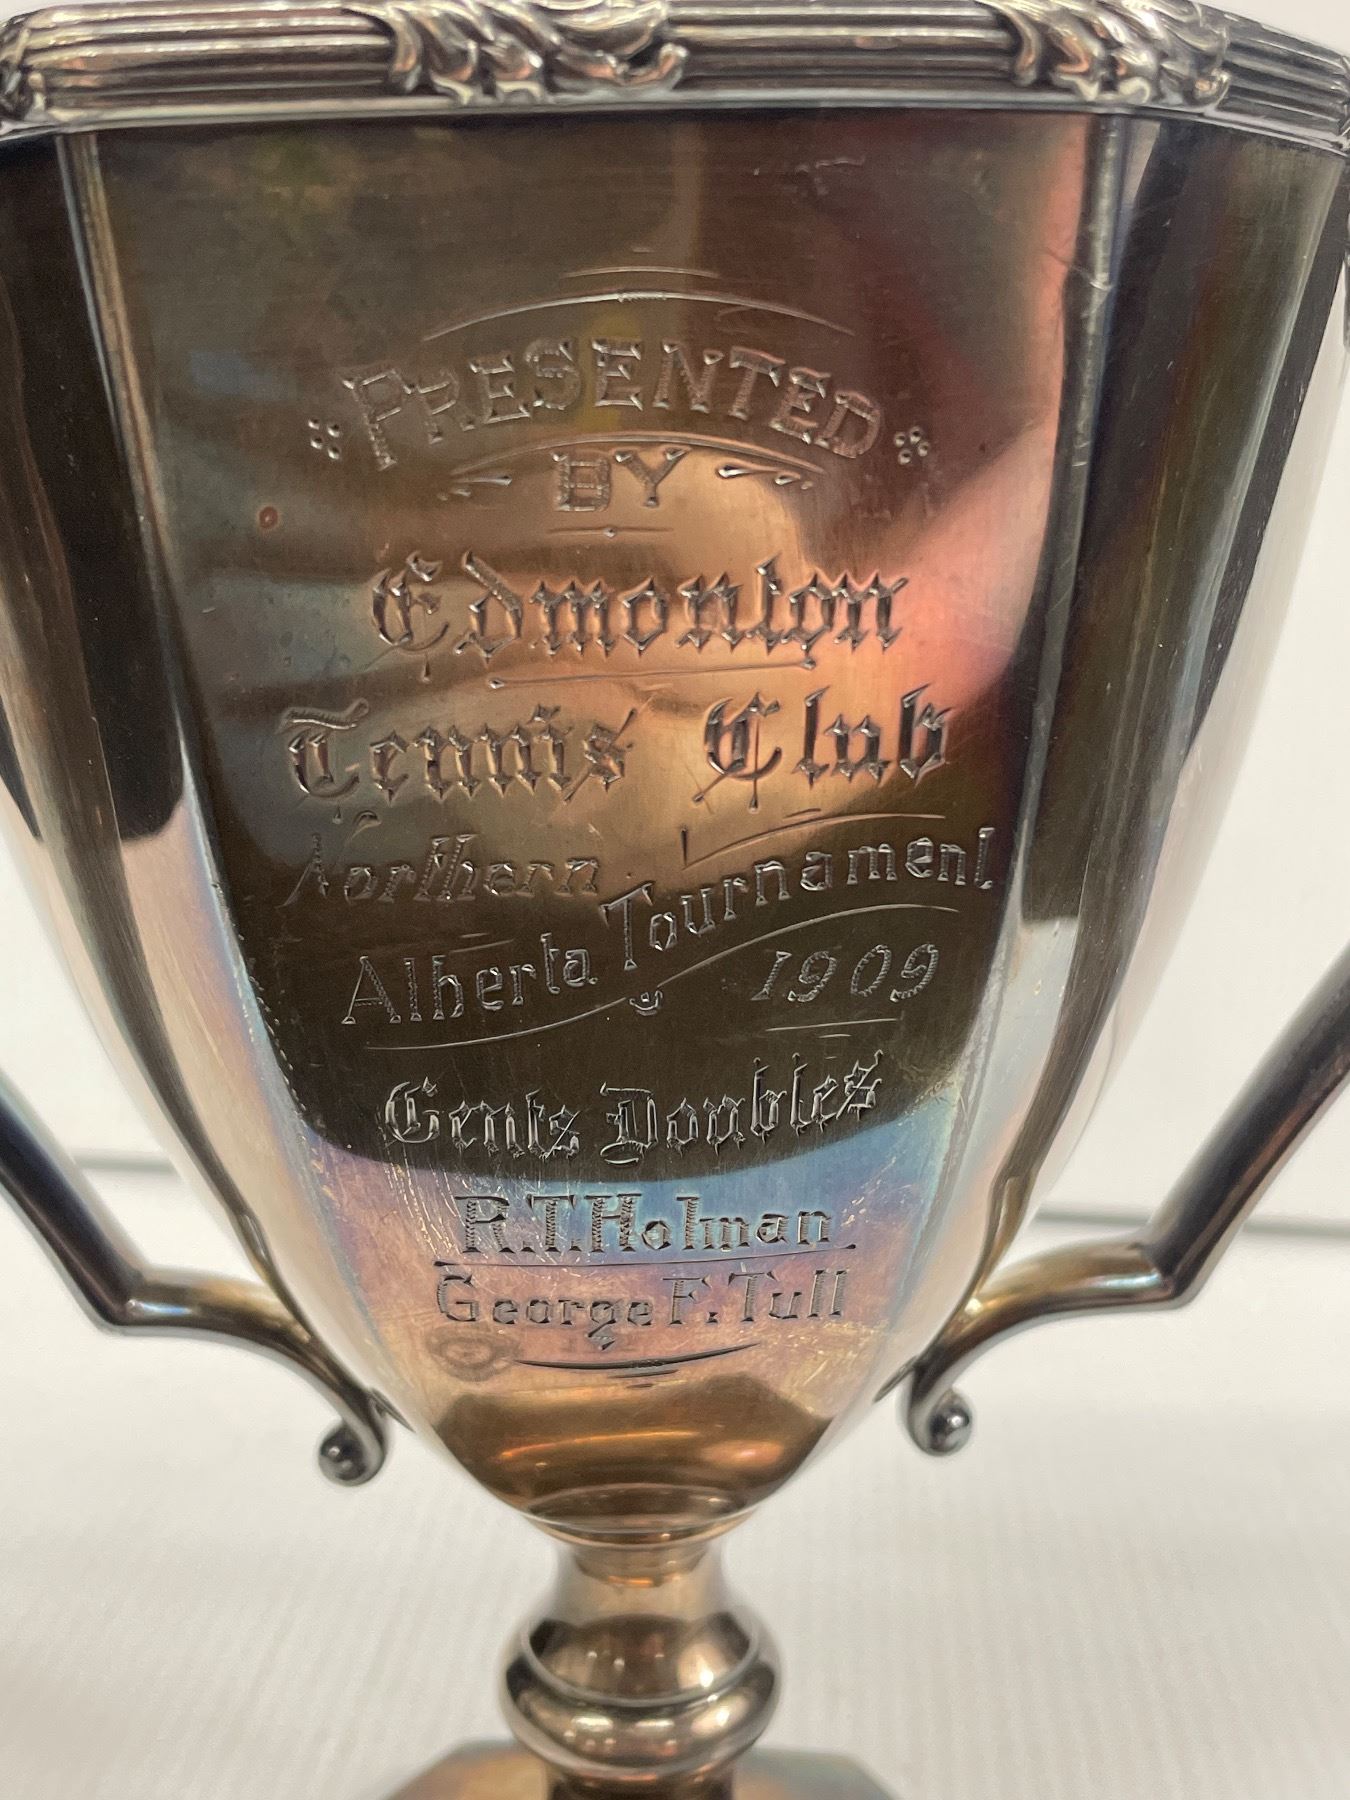 PRESENTED
BY
Edmonton
Tennis Club
Northern
Alberta Tournament
1909
Gents Doubles
R.T.Holman
George F. Tull